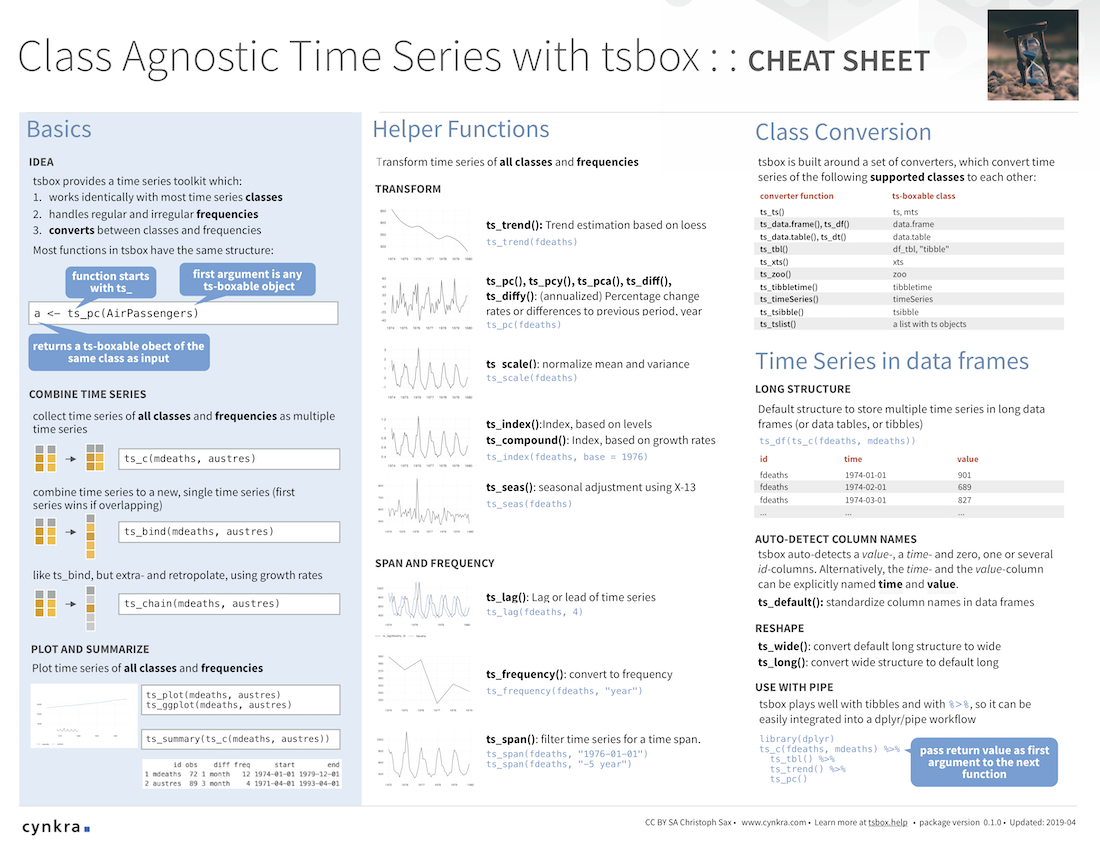 Class Agnostic Time Series with tsbox : : CHEAT SHEET
Basics
IDEA
tsbox provides a time series toolkit which:
1. works identically with most time series classes
2. handles regular and irregular frequencies
3. converts between classes and frequencies
Most functions in tsbox have the same structure:
function starts
with ts_
first argument is any
ts-boxable object
a <- ts_pc(AirPassengers)
returns a ts-boxable obect of the
same class as input
COMBINE TIME SERIES
collect time series of all classes and frequencies as multiple
time series
ts_c(mdeaths, austres)
combine time series to a new, single time series (first
series wins if overlapping)
ts_bind(mdeaths, austres)
like ts_bind, but extra- and retropolate, using growth rates
ts_chain(mdeaths, austres)
PLOT AND SUMMARIZE
Plot time series of all classes and frequencies
ts_plot(mdeaths, austres)
ts_ggplot(mdeaths, austres)
ts_summary(ts_c(mdeaths, austres))
id obs diff freq start end
1 mdeaths 72 1 month 12 1974-01-01 1979-12-01
2 austres 89 3 month 4 1971-04-01 1993-04-01
Helper Functions
Transform time series of all classes and frequencies
TRANSFORM
ts_trend(): Trend estimation based on loess
ts_trend(fdeaths)
ts_pc(), ts_pcy(), ts_pca(), ts_diff(),
ts_diffy(): (annualized) Percentage change
rates or differences to previous period, year
ts_pc(fdeaths)
ts_scale(): normalize mean and variance
ts_scale(fdeaths)
ts_index():Index, based on levels
ts_compound(): Index, based on growth rates
ts_index(fdeaths, base = 1976)
ts_seas(): seasonal adjustment using X-13
ts_seas(fdeaths)
SPAN AND FREQUENCY
ts_lag(): Lag or lead of time series
ts_lag(fdeaths, 4)
ts_frequency(): convert to frequency
ts_frequency(fdeaths, "year")
ts_span(): filter time series for a time span.
ts_span(fdeaths, "1976-01-01")
ts_span(fdeaths, "-5 year")
Class Conversion
tsbox is built around a set of converters, which convert time
series of the following supported classes to each other:
converter function ts-boxable class
ts_ts() ts, mts
ts_data.frame(), ts_df() data.frame
ts_data.table(), ts_dt() data.table
ts_tbl() df_tbl, "tibble"
ts_xts() xts
ts_zoo() zoo
ts_tibbletime() tibbletime
ts_timeSeries() timeSeries
ts_tsibble() tsibble
ts_tslist() a list with ts objects
Time Series in data frames
LONG STRUCTURE
Default structure to store multiple time series in long data
frames (or data tables, or tibbles)
ts_df(ts_c(fdeaths, mdeaths))
id time value
fdeaths 1974-01-01 901
fdeaths 1974-02-01 689
fdeaths 1974-03-01 827
... ... ...
AUTO-DETECT COLUMN NAMES
tsbox auto-detects a value-, a time- and zero, one or several
id-columns. Alternatively, the time- and the value-column
can be explicitly named time and value.
ts_default(): standardize column names in data frames
RESHAPE
ts_wide(): convert default long structure to wide
ts_long(): convert wide structure to default long
USE WITH PIPE
tsbox plays well with tibbles and with %>%, so it can be
easily integrated into a dplyr/pipe workflow
library(dplyr)
ts_c(fdeaths, mdeaths) %>%
ts_tbl() %>%
ts_trend() %>%
ts_pc()
pass return value as first
argument to the next
function
cynkra
CC BY SA Christoph Sax • www.cynkra.com • Learn more at tsbox.help • package version 0.1.0 • Updated: 2019-04